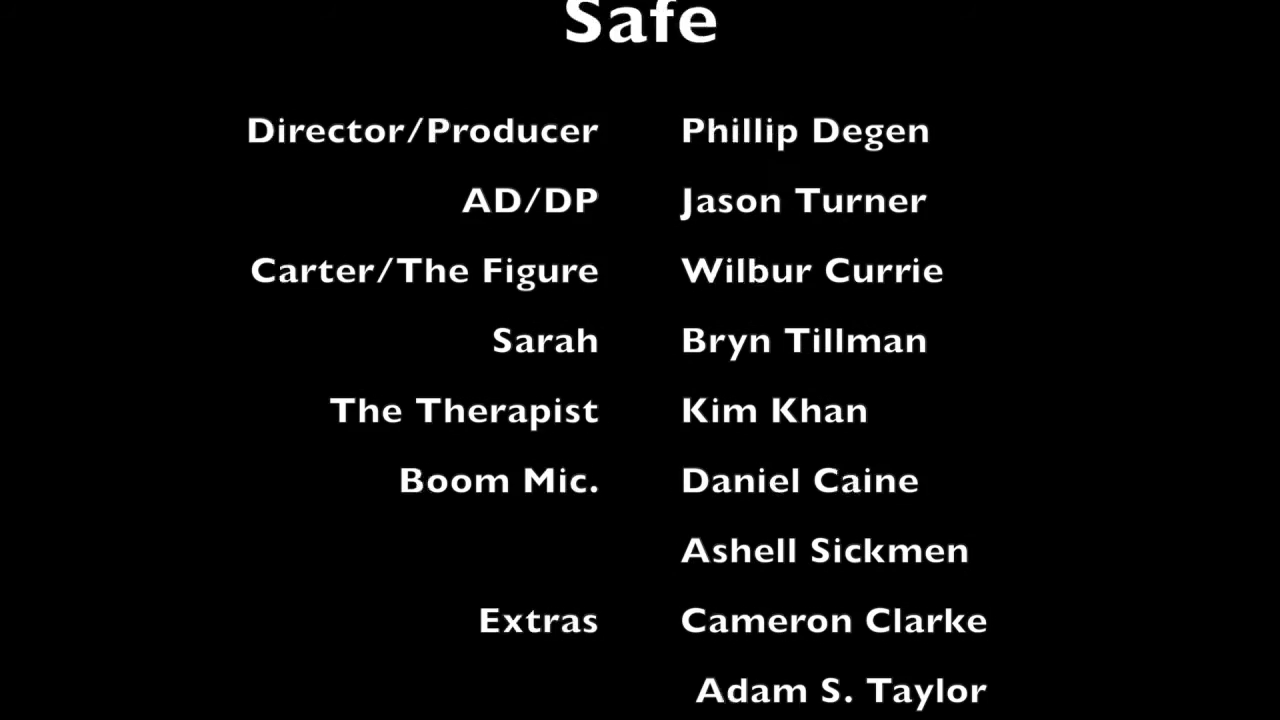 Safe
Director/Producer Phillip Degen
AD/DP Jason Turner
Carter/The Figure Wilbur Currie
Sarah Bryn Tillman
The Therapist Kim Khan
Boom Mic. Daniel Caine
Ashell Sickmen
Extras Cameron Clarke
Adam S. Taylor